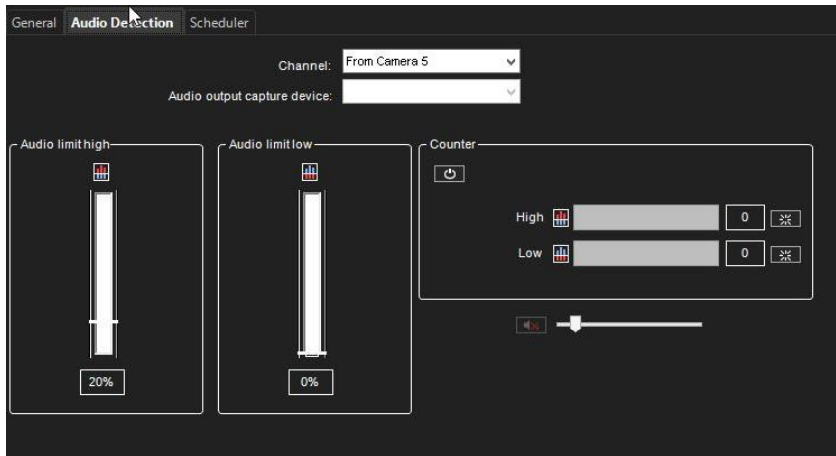 General Audio Detection Scheduler
Channel: From Camera 5
Audio output capture device:
Audio limit high Audio limit low Counter
High 0
Low 0
20% 0%